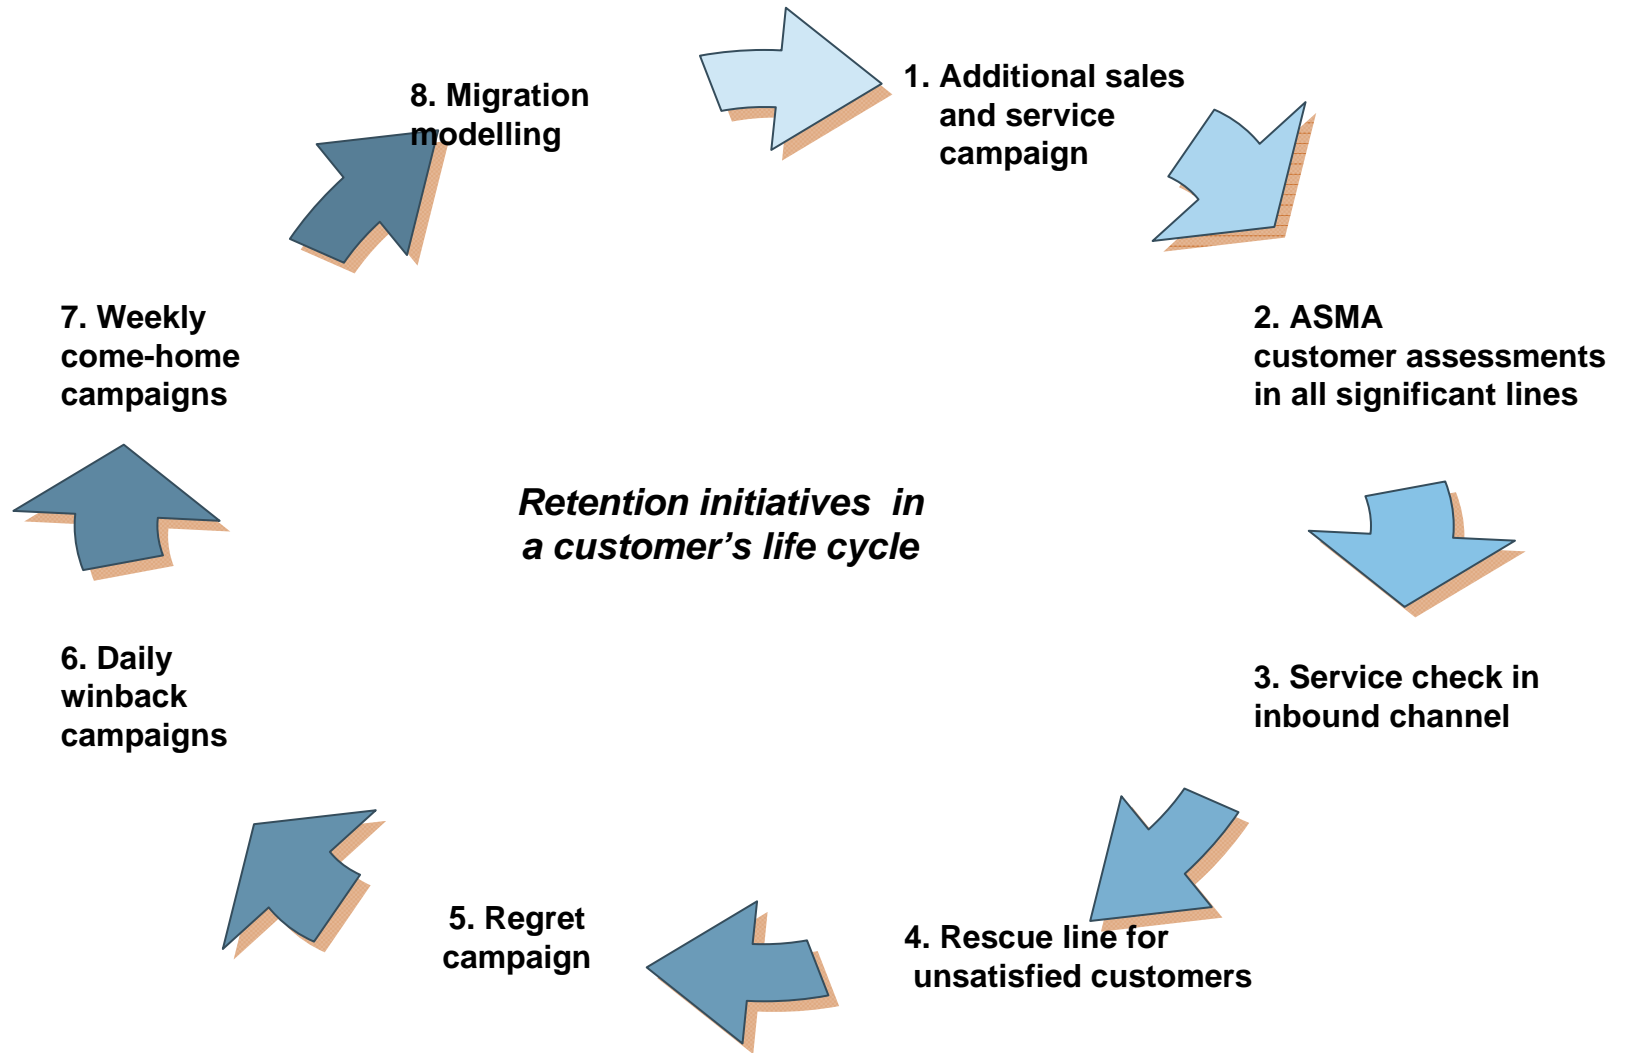 8. Migration
modelling
1. Additional sales
and service
campaign
7. Weekly
come-home
campaigns
2. ASMA
customer assessments
in all significant lines
Retention initiatives in
a customer’s life cycle
6. Daily
winback
campaigns
3. Service check in
inbound channel
5. Regret
campaign
4. Rescue line for
unsatisfied customers